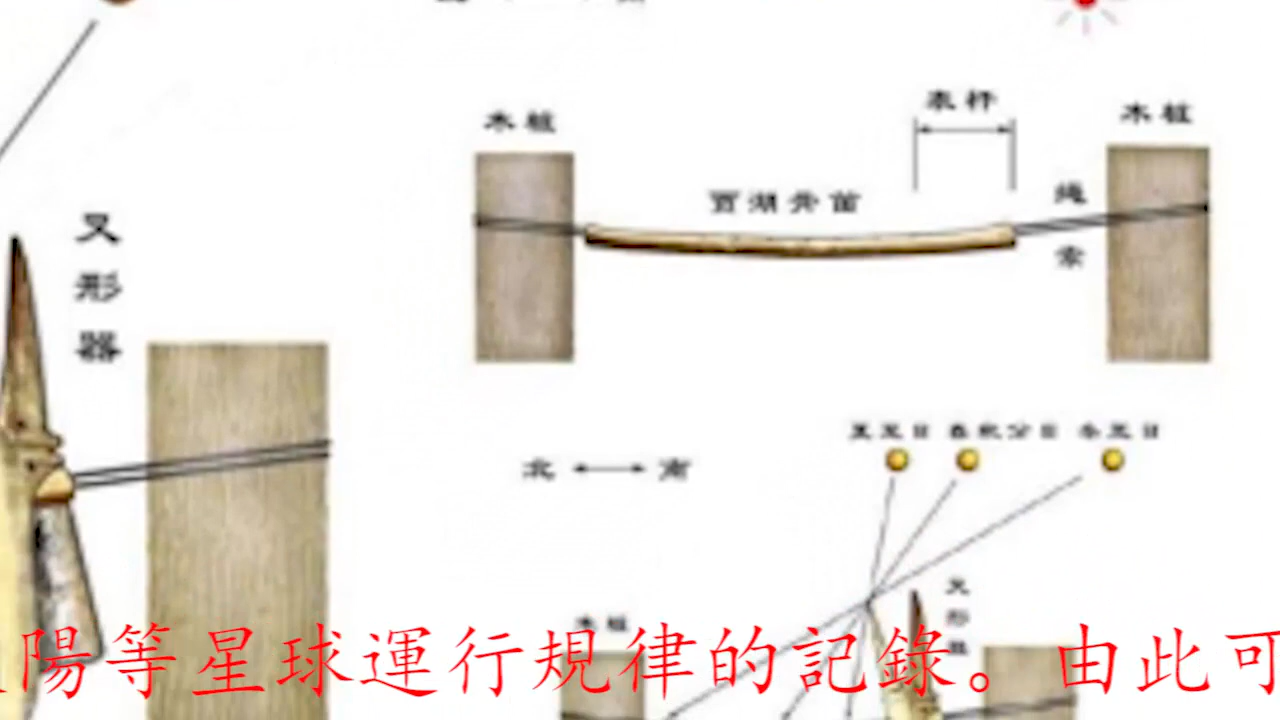 表杆
木桩
木桩
贾湖骨笛
绳索
叉形器
夏至日 春秋分日 冬至日
北 南
叉形器
木桩
陽等星球運行規律的記錄。由此可